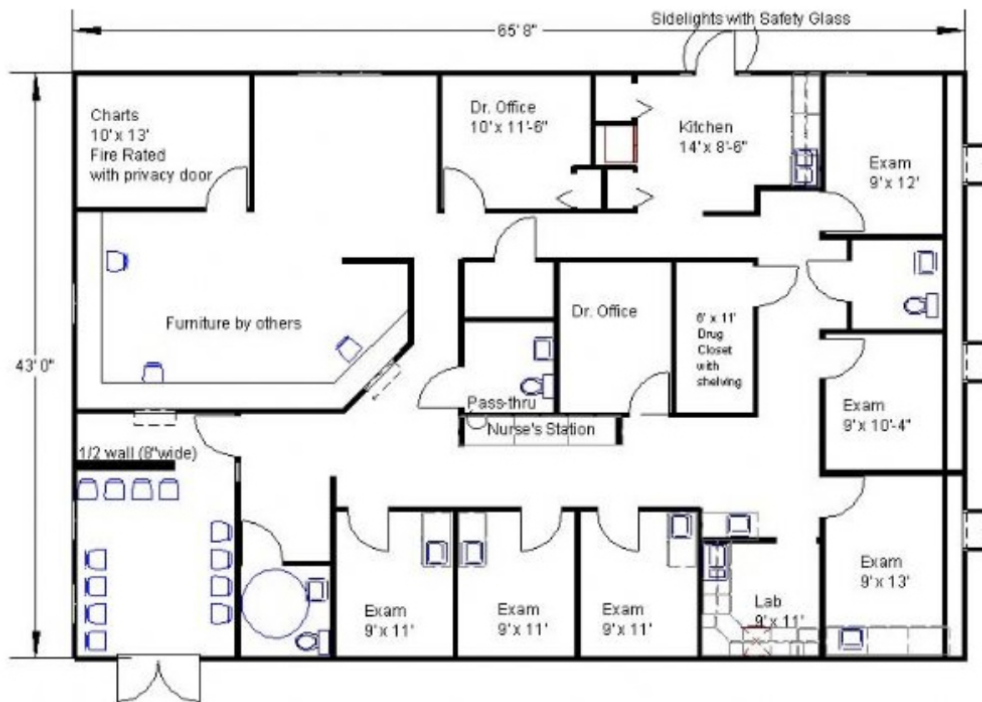 Sidelights with Safety Glass
65'8"
Charts
10' x 13'
Fire Rated
with privacy door
Dr. Office
10' x 11'-6"
Kitchen
14' x 8'-6"
Exam
9' x 12'
Furniture by others
Dr. Office
6' x 11'
Drug
Closet
with
shelving
43'0"
Pass-thru
Nurse's Station
Exam
9' x 10'-4"
1/2 wall (8"wide)
Exam
9' x 11'
Exam
9' x 11'
Exam
9' x 11'
Lab
9' x 11'
Exam
9' x 13'